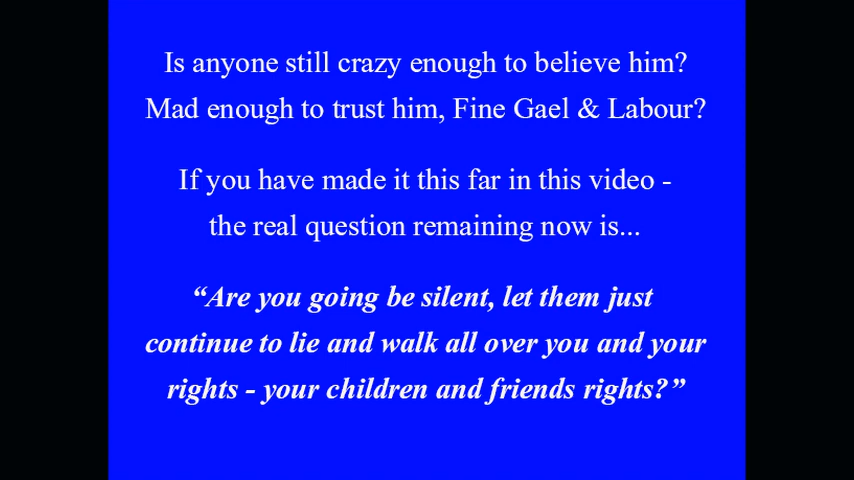 Is anyone still crazy enough to believe him?
Mad enough to trust him, Fine Gael & Labour?
If you have made it this far in this video -
the real question remaining now is...
“Are you going be silent, let them just
continue to lie and walk all over you and your
rights - your children and friends rights?”